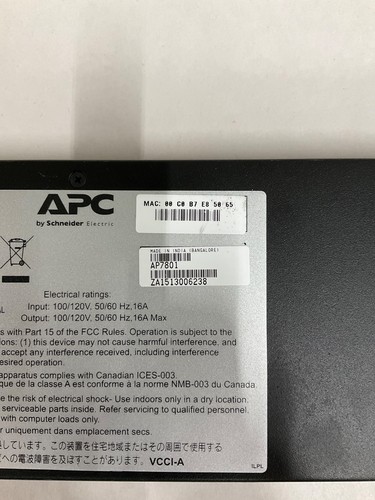 APC
by Schneider Electric
MAC: 00 C0 B7 E8 50 65
MADE IN INDIA (BANGALORE)
AP7801
ZA1513006238
Electrical ratings:
Input: 100/120V, 50/60 Hz,16A
Output: 100/120V, 50/60 Hz,16A Max
s with Part 15 of the FCC Rules. Operation is subject to the
tions: (1) this device may not cause harmful interference, and
accept any interference received, including interference
desired operation.
apparatus complies with Canadian ICES-003.
que de la classe A est conforme à la norme NMB-003 du Canada.
e the risk of electrical shock- Use indoors only in a dry location.
serviceable parts inside. Refer servicing to qualified personnel.
r uniquement dans emplacement secs.
しています。この装置を住宅地域またはその周囲で使用する
への電波障害を及ぼすことがあります。 VCCI-A
ILPL